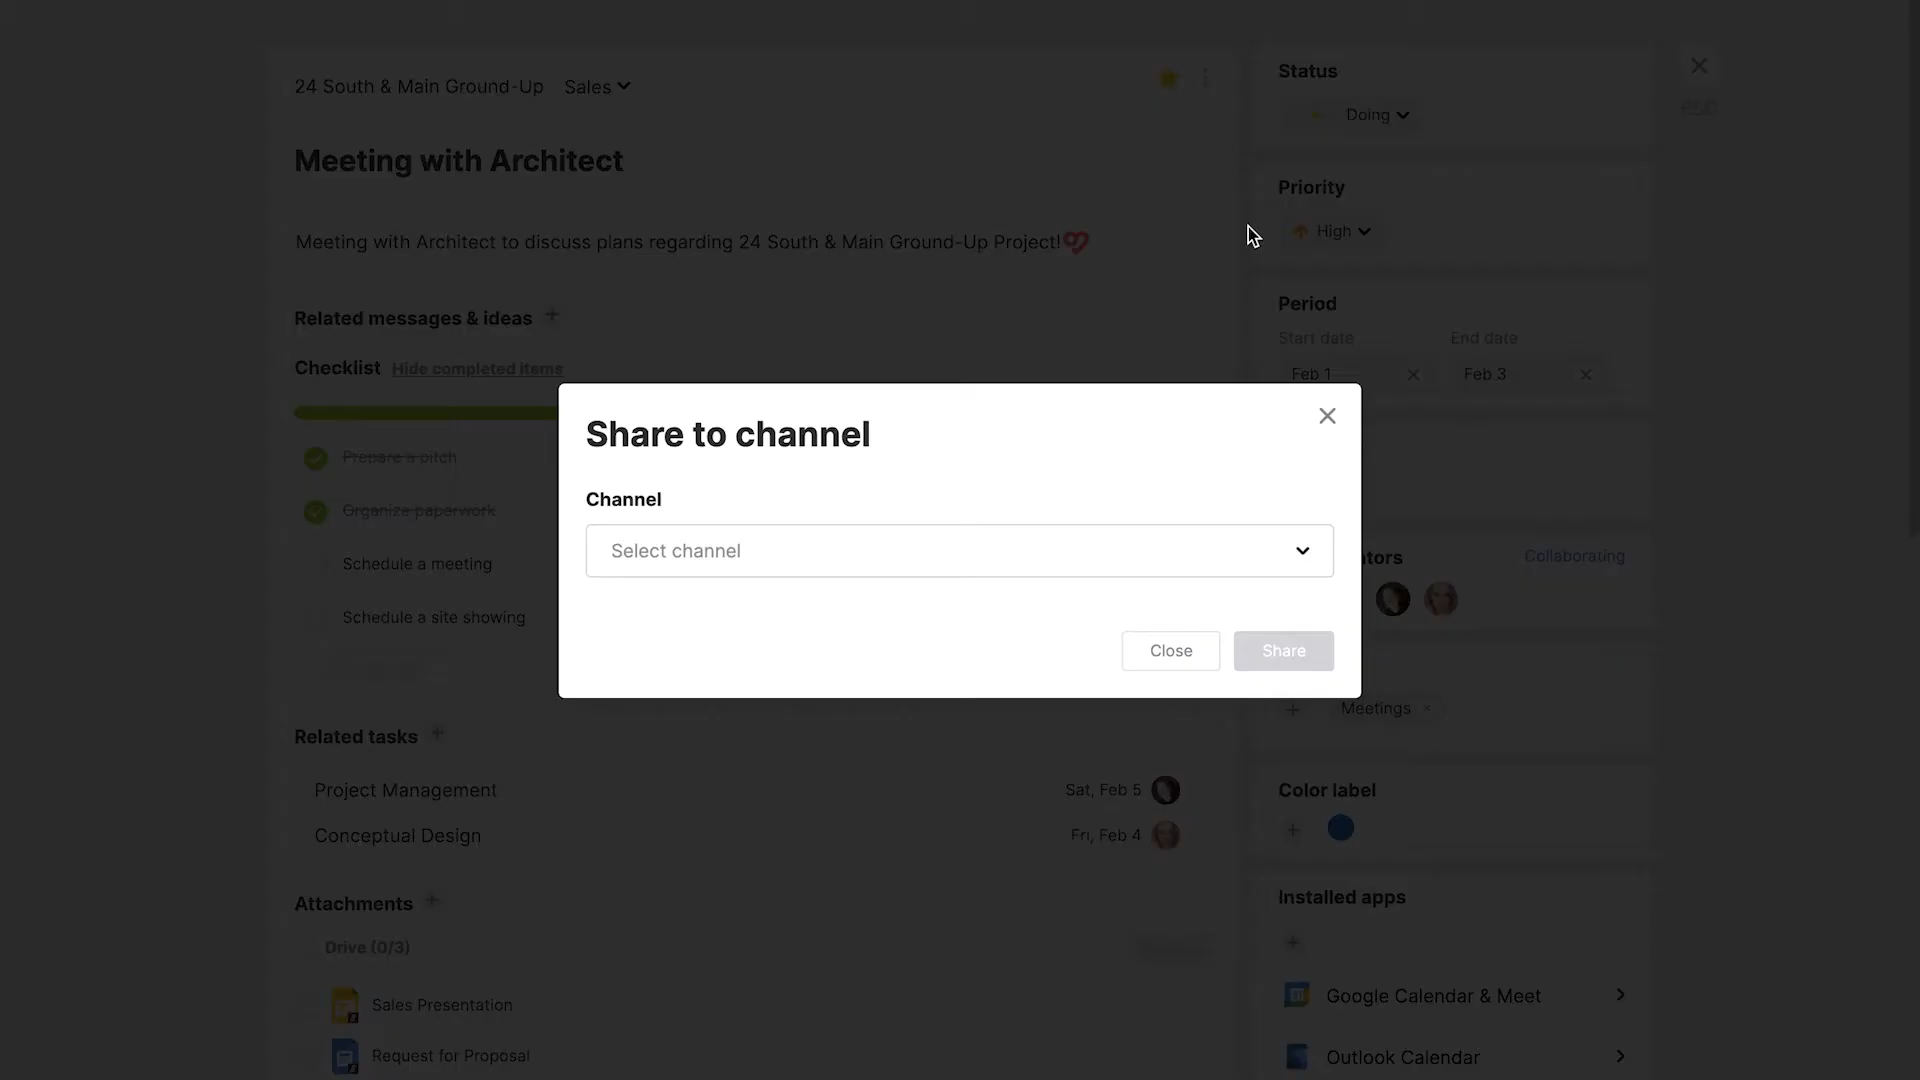 24 South & Main Ground-Up Sales
Meeting with Architect
Meeting with Architect to discuss plans regarding 24 South & Main Ground-Up Project!
Related messages & ideas +
Checklist Hide completed items
Prepare a pitch
Organize paperwork
Schedule a meeting
Schedule a site showing
Related tasks +
Project Management Sat, Feb 5
Conceptual Design Fri, Feb 4
Attachments +
Drive (0/3)
Sales Presentation
Request for Proposal
Share to channel
Channel
Select channel
Close Share
Status
Doing
esc
Priority
High
Period
Start date End date
Feb 1 Feb 3
Collaborating
+ Meetings ×
Color label
+
Installed apps
+
Google Calendar & Meet
Outlook Calendar